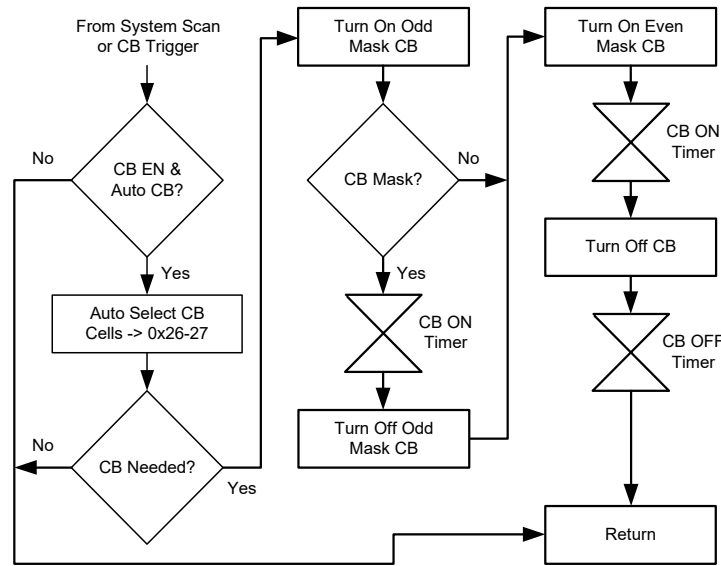 From System Scan
or CB Trigger
No
CB EN &
Auto CB?
Yes
Auto Select CB
Cells -> 0x26-27
No
CB Needed?
Yes
Turn On Odd
Mask CB
CB Mask?
No
Yes
CB ON
Timer
Turn Off Odd
Mask CB
Turn On Even
Mask CB
CB ON
Timer
Turn Off CB
CB OFF
Timer
Return